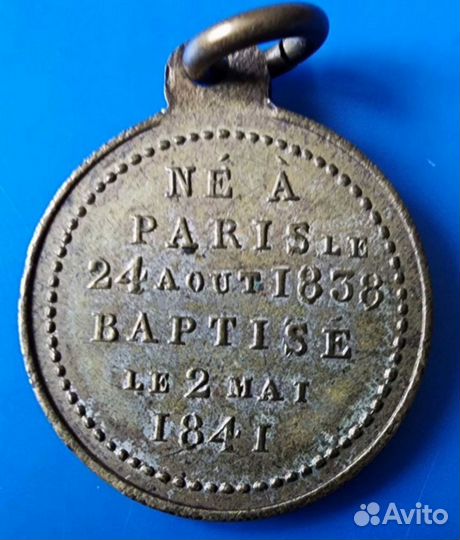 NÉ À
PARIS LE
24 AOUT 1838
BAPTISÉ
LE 2 MAI
1841
Avito